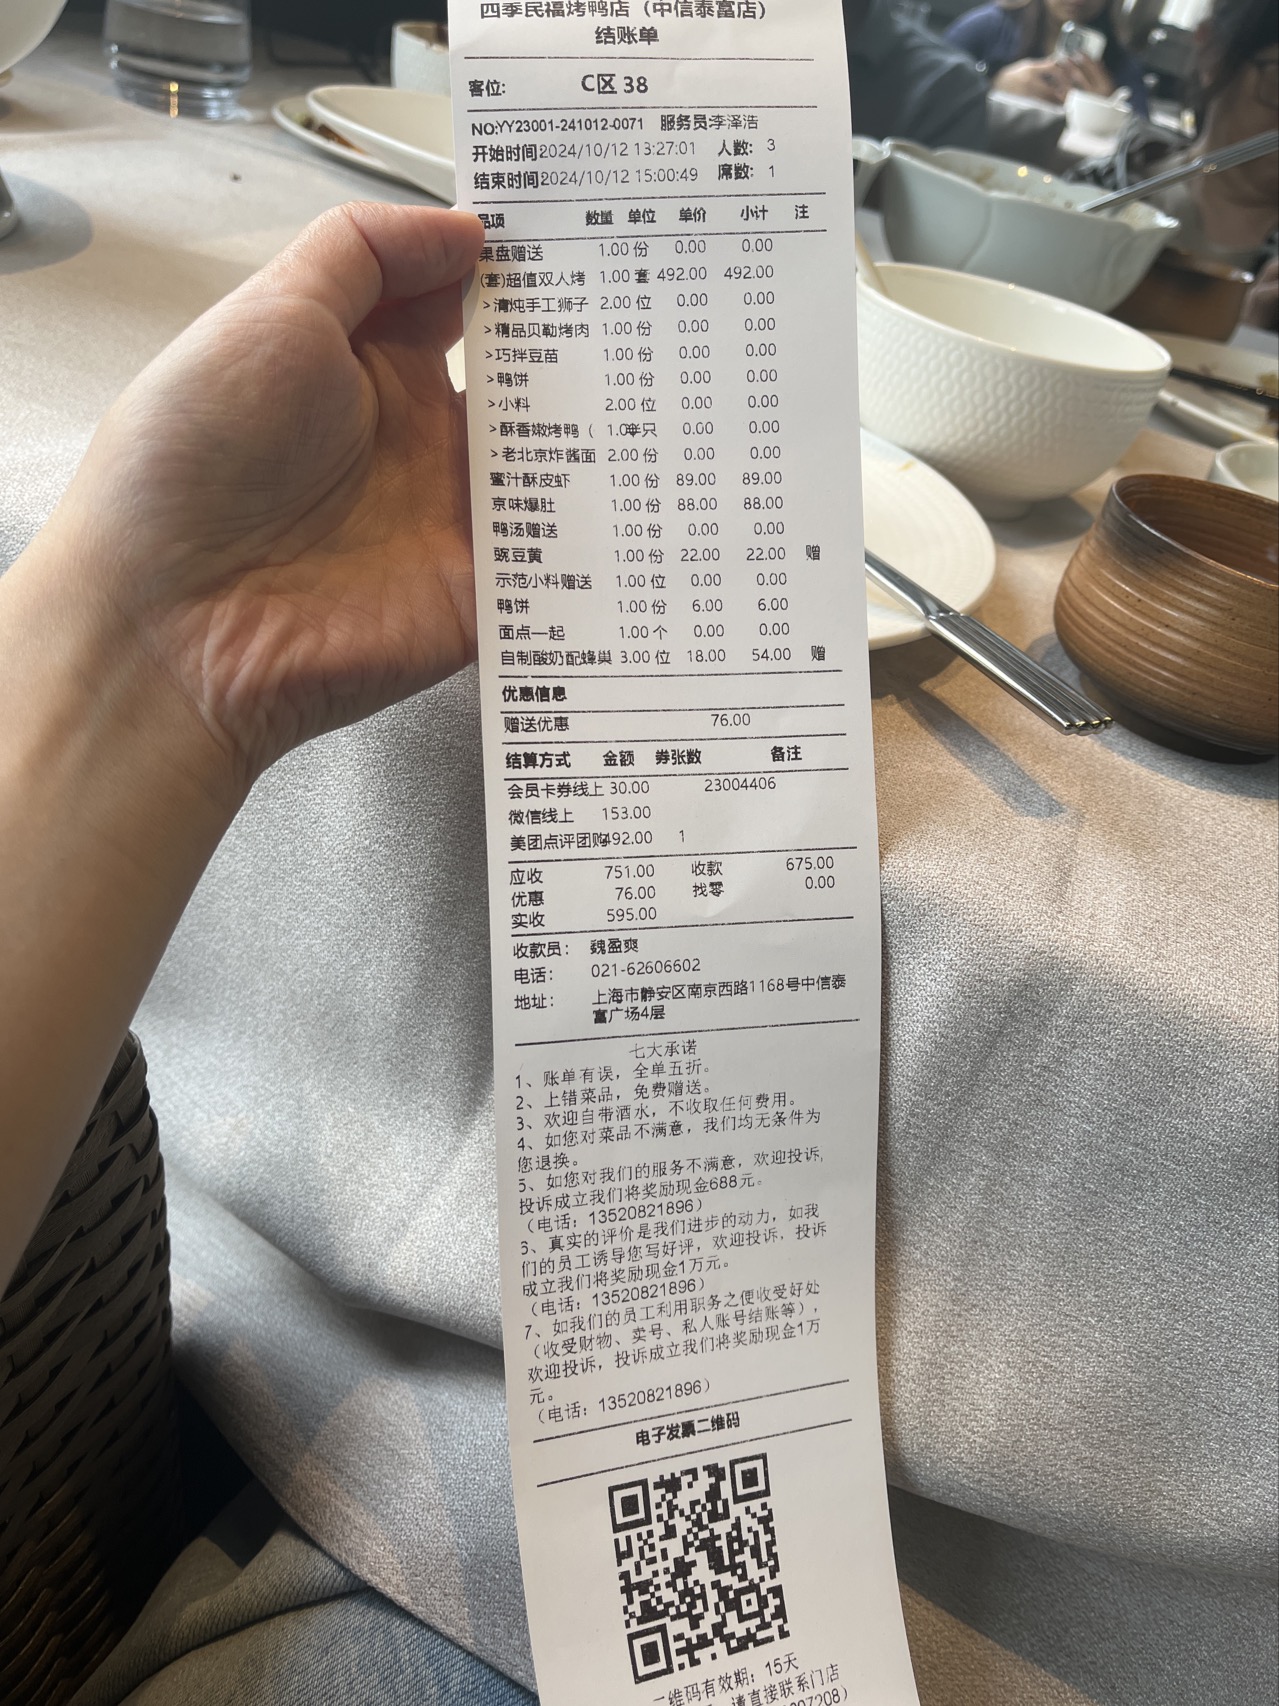 四季民福烤鸭店（中信泰富店）
结账单
客位: C区 38
NO:YY23001-241012-0071 服务员:李泽浩
开始时间2024/10/12 13:27:01 人数: 3
结束时间2024/10/12 15:00:49 席数: 1
品项 数量 单位 单价 小计 注
果盘赠送 1.00 份 0.00 0.00
(套)超值双人烤 1.00 套 492.00 492.00
>清炖手工狮子 2.00 位 0.00 0.00
>精品贝勒烤肉 1.00 份 0.00 0.00
>巧拌豆苗 1.00 份 0.00 0.00
>鸭饼 1.00 份 0.00 0.00
>小料 2.00 位 0.00 0.00
>酥香嫩烤鸭（ 1.00半只 0.00 0.00
>老北京炸酱面 2.00 份 0.00 0.00
蜜汁酥皮虾 1.00 份 89.00 89.00
京味爆肚 1.00 份 88.00 88.00
鸭汤赠送 1.00 份 0.00 0.00
豌豆黄 1.00 份 22.00 22.00 赠
示范小料赠送 1.00 位 0.00 0.00
鸭饼 1.00 份 6.00 6.00
面点一起 1.00 个 0.00 0.00
自制酸奶配蜂巢 3.00 位 18.00 54.00 赠
优惠信息
赠送优惠 76.00
结算方式 金额 券张数 备注
会员卡券线上 30.00 23004406
微信线上 153.00
美团点评团购492.00 1
应收 751.00 收款 675.00
优惠 76.00 找零 0.00
实收 595.00
收款员: 魏盈爽
电话: 021-62606602
地址: 上海市静安区南京西路1168号中信泰
富广场4层
七大承诺
1、账单有误，全单五折。
2、上错菜品，免费赠送。
3、欢迎自带酒水，不收取任何费用。
4、如您对菜品不满意，我们均无条件为
您退换。
5、如您对我们的服务不满意，欢迎投诉,
投诉成立我们将奖励现金688元。
（电话：13520821896）
6、真实的评价是我们进步的动力，如我
们的员工诱导您写好评，欢迎投诉，投诉
成立我们将奖励现金1万元。
（电话：13520821896）
7、如我们的员工利用职务之便收受好处
（收受财物、卖号、私人账号结账等），
欢迎投诉，投诉成立我们将奖励现金1万
元。
（电话：13520821896）
电子发票二维码
二维码有效期：15天
请直接联系门店